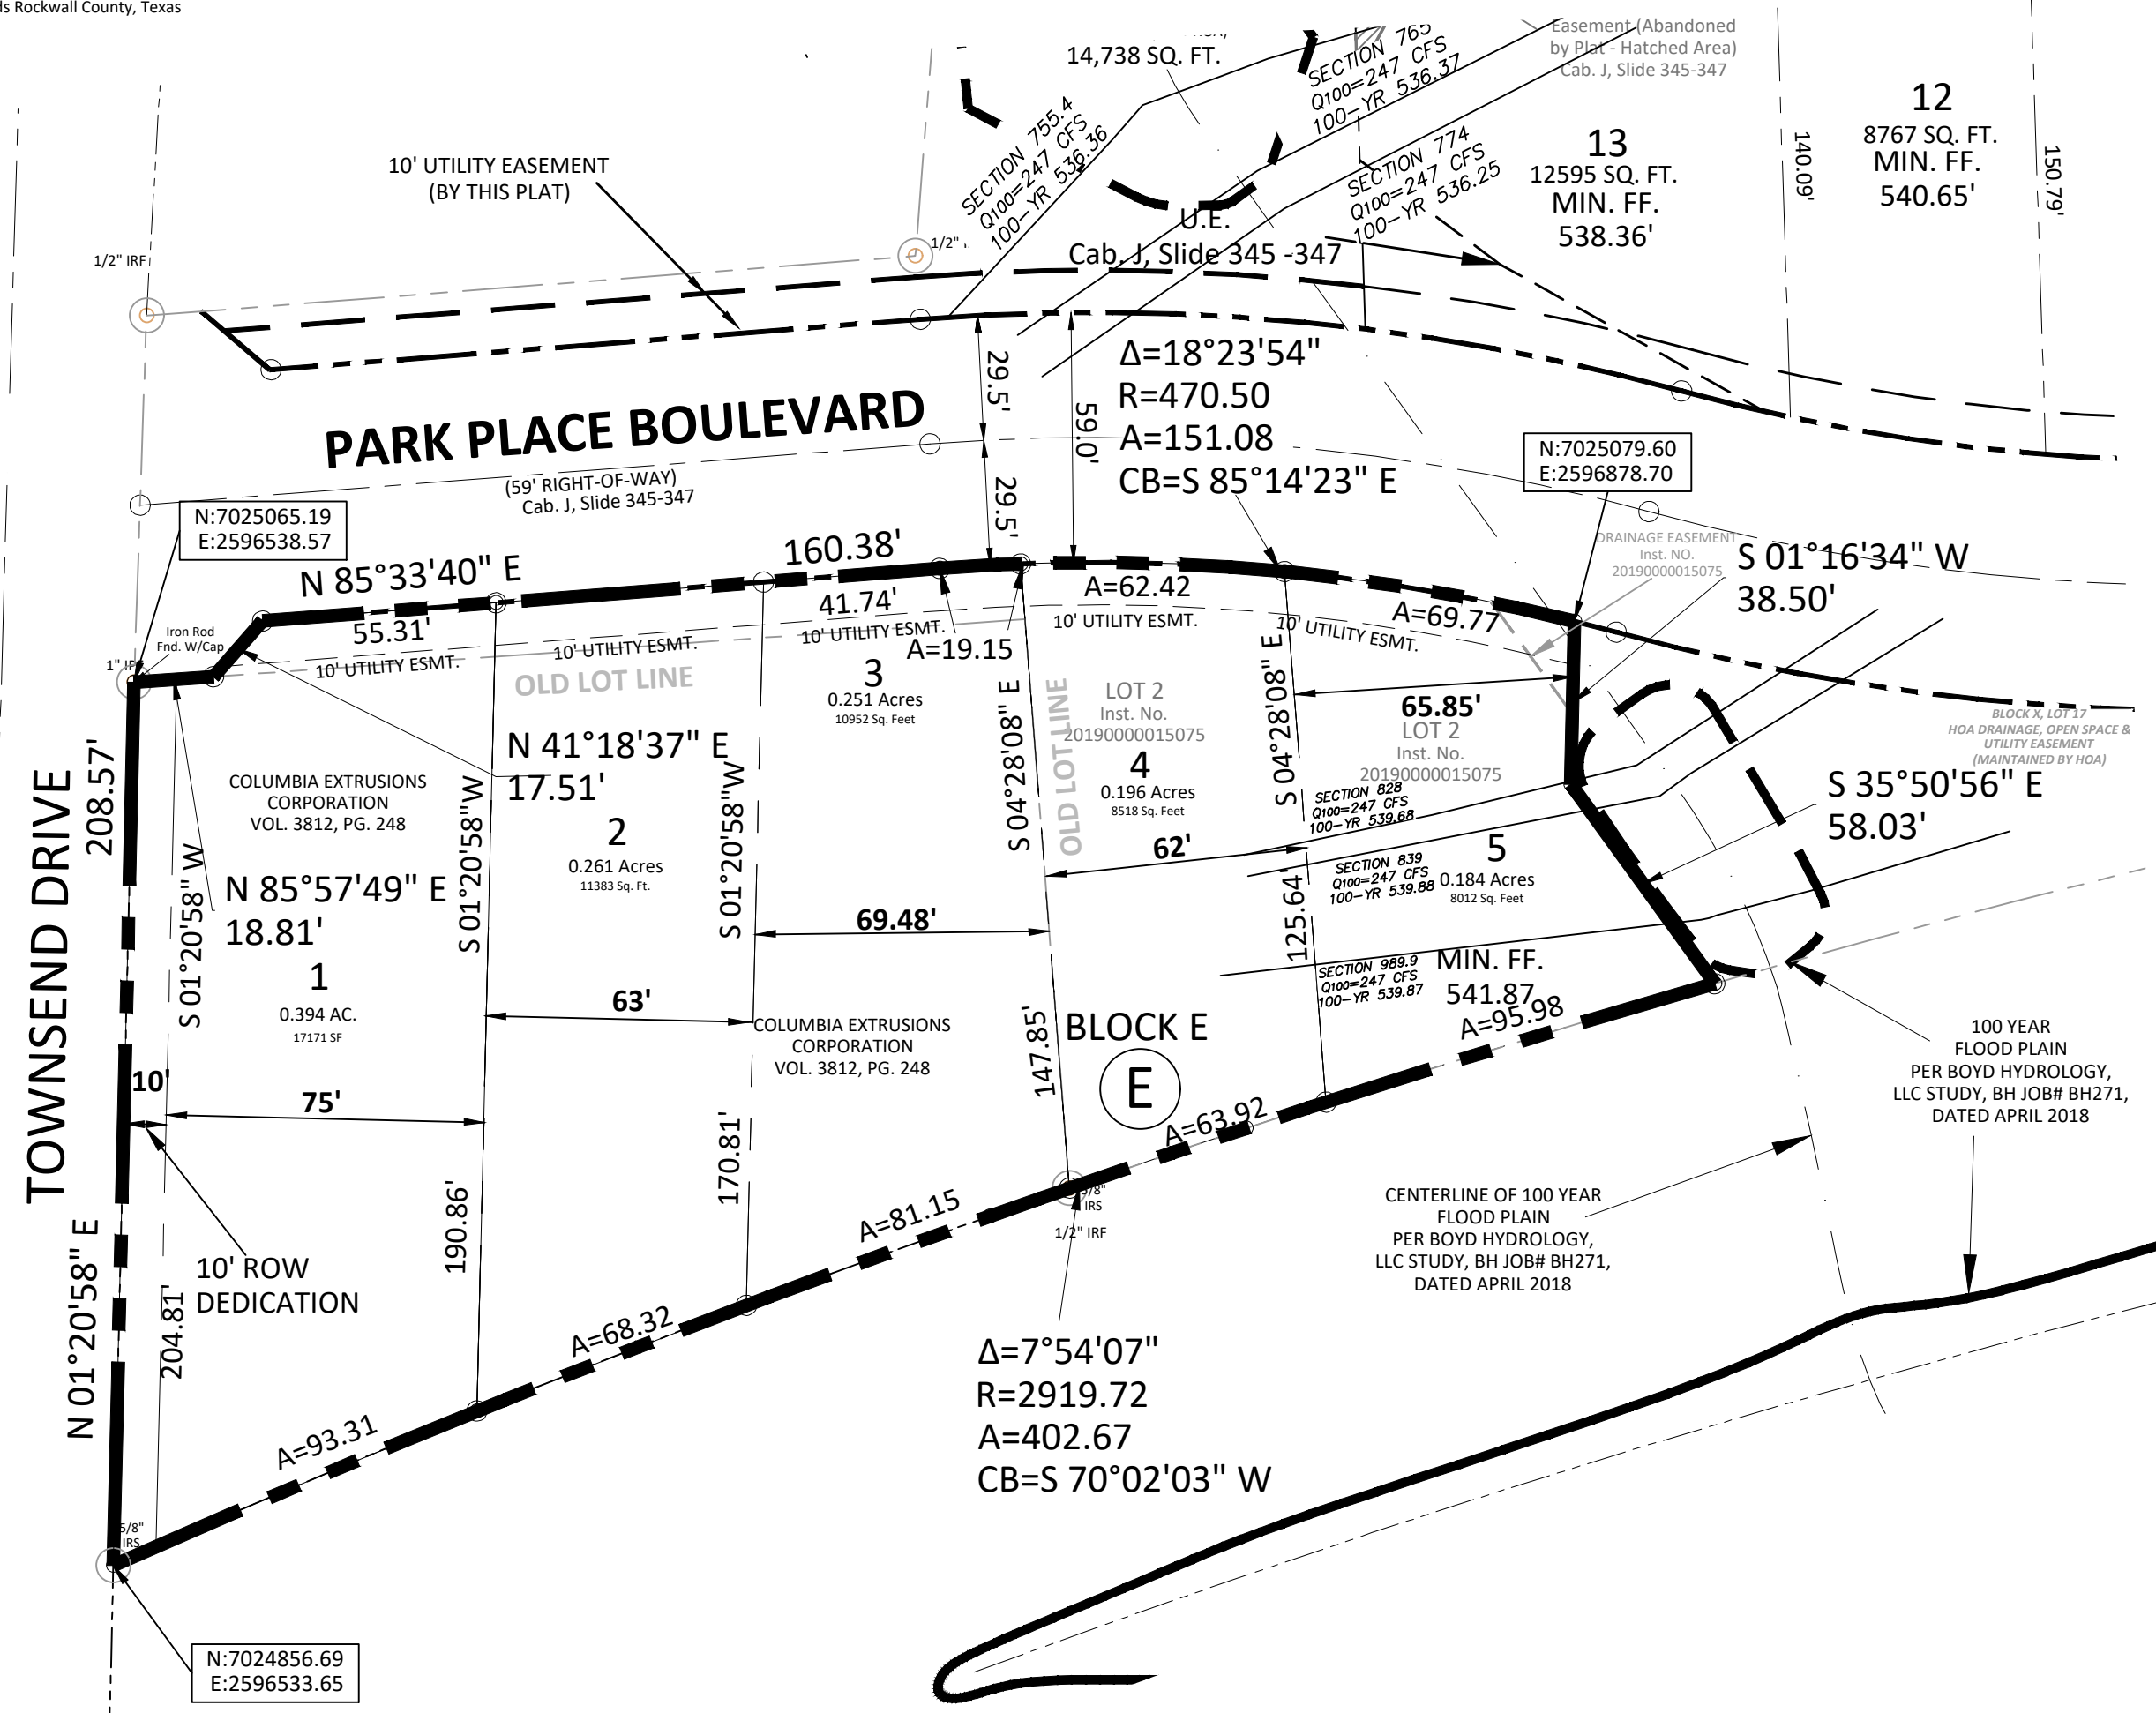 ds Rockwall County, Texas
14,738 SQ. FT.
SECTION 765
Q100=247 CFS
100-YR 536.37
Easement (Abandoned
by Plat - Hatched Area)
Cab. J, Slide 345-347
12
8767 SQ. FT.
MIN. FF.
540.65'
140.09'
150.79'
13
12595 SQ. FT.
MIN. FF.
538.36'
SECTION 755.4
Q100=247 CFS
100-YR 536.36
SECTION 774
Q100=247 CFS
100-YR 536.25
10' UTILITY EASEMENT
(BY THIS PLAT)
U.E.
Cab. J, Slide 345 -347
1/2" IRF
1/2"
29.5'
59.0'
29.5'
Δ=18°23'54"
R=470.50
A=151.08
CB=S 85°14'23" E
PARK PLACE BOULEVARD
(59' RIGHT-OF-WAY)
Cab. J, Slide 345-347
N:7025079.60
E:2596878.70
N:7025065.19
E:2596538.57
DRAINAGE EASEMENT
Inst. NO.
20190000015075
S 01°16'34" W
38.50'
N 85°33'40" E
160.38'
55.31'
41.74'
A=19.15
A=62.42
A=69.77
Iron Rod
Fnd. W/Cap
10' UTILITY ESMT.
10' UTILITY ESMT.
10' UTILITY ESMT.
10' UTILITY ESMT.
10' UTILITY ESMT.
OLD LOT LINE
3
0.251 Acres
10952 Sq. Feet
S 04°28'08" E
OLD LOT LINE
LOT 2
Inst. No.
20190000015075
4
0.196 Acres
8518 Sq. Feet
S 04°28'08" E
65.85'
LOT 2
Inst. No.
20190000015075
BLOCK X, LOT 17
HOA DRAINAGE, OPEN SPACE &
UTILITY EASEMENT
(MAINTAINED BY HOA)
S 35°50'56" E
58.03'
TOWNSEND DRIVE
208.57'
N 01°20'58" E
COLUMBIA EXTRUSIONS
CORPORATION
VOL. 3812, PG. 248
N 41°18'37" E
17.51'
2
0.261 Acres
11383 Sq. Ft.
S 01°20'58"W
S 01°20'58"W
S 01°20'58" W
N 85°57'49" E
18.81'
1
0.394 AC.
17171 SF
SECTION 828
Q100=247 CFS
100-YR 539.68
62'
SECTION 839
Q100=247 CFS
100-YR 539.88
5
0.184 Acres
8012 Sq. Feet
69.48'
125.64'
SECTION 989.9
Q100=247 CFS
100-YR 539.87
MIN. FF.
541.87
A=95.98
63'
COLUMBIA EXTRUSIONS
CORPORATION
VOL. 3812, PG. 248
147.85'
BLOCK E
E
10'
75'
A=63.92
170.81'
190.86'
204.81'
100 YEAR
FLOOD PLAIN
PER BOYD HYDROLOGY,
LLC STUDY, BH JOB# BH271,
DATED APRIL 2018
10' ROW
DEDICATION
A=81.15
5/8"
IRS
1/2" IRF
CENTERLINE OF 100 YEAR
FLOOD PLAIN
PER BOYD HYDROLOGY,
LLC STUDY, BH JOB# BH271,
DATED APRIL 2018
A=68.32
A=93.31
Δ=7°54'07"
R=2919.72
A=402.67
CB=S 70°02'03" W
5/8"
IRS
N:7024856.69
E:2596533.65